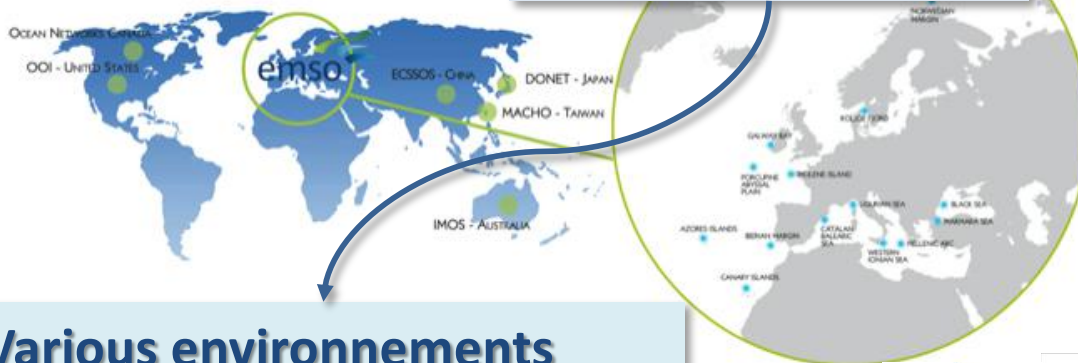 OCEAN NETWORKS CANADA
OOI - UNITED STATES
emso
ECSSOS - CHINA
DONET - JAPAN
MACHO - TAIWAN
IMOS - AUSTRALIA
NORWEGIAN
MARGIN
GALWAY BAY
PORCUPINE
ABYSSAL
PLAIN
MOLENE ISLAND
LIGURIAN SEA
BLACK SEA
MARMARA SEA
AZORES ISLANDS
IBERIAN MARGIN
CATALAN
BALEARIC
SEA
WESTERN
IONIAN SEA
HELLENIC ARC
CANARY ISLANDS
Various environnements